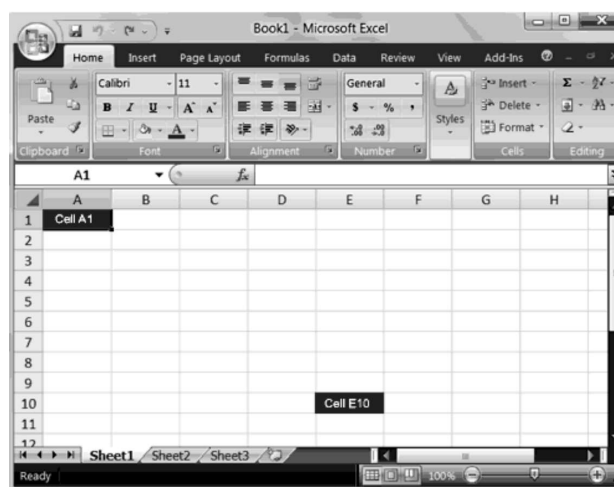 Book1 - Microsoft Excel
Home Insert Page Layout Formulas Data Review View Add-Ins
Calibri 11 General Insert Σ
B I U A A $ % , Delete
Paste Styles
A Format
Clipboard Font Alignment Number Cells Editing
A1 fx
A B C D E F G H
1 Cell A1
2
3
4
5
6
7
8
9
10 Cell E10
11
12
Sheet1 Sheet2 Sheet3
Ready 100%